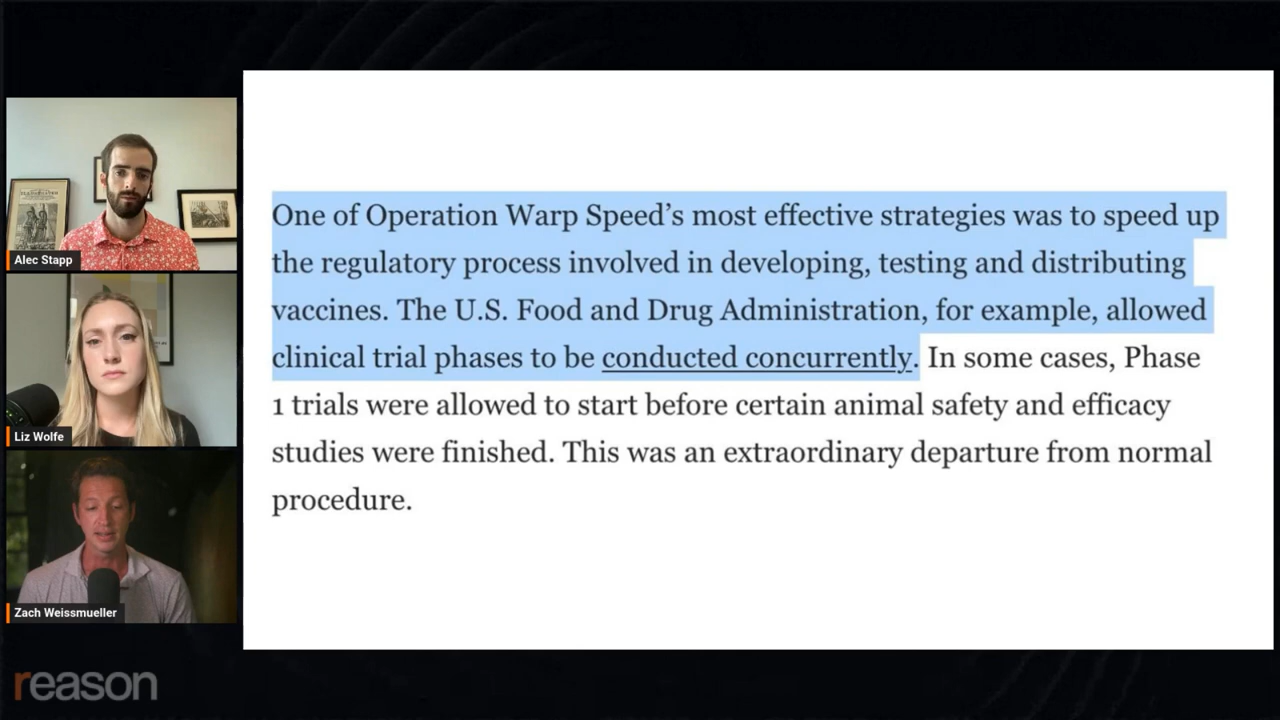 Alec Stapp
Liz Wolfe
Zach Weissmueller
reason
One of Operation Warp Speed’s most effective strategies was to speed up
the regulatory process involved in developing, testing and distributing
vaccines. The U.S. Food and Drug Administration, for example, allowed
clinical trial phases to be conducted concurrently. In some cases, Phase
1 trials were allowed to start before certain animal safety and efficacy
studies were finished. This was an extraordinary departure from normal
procedure.